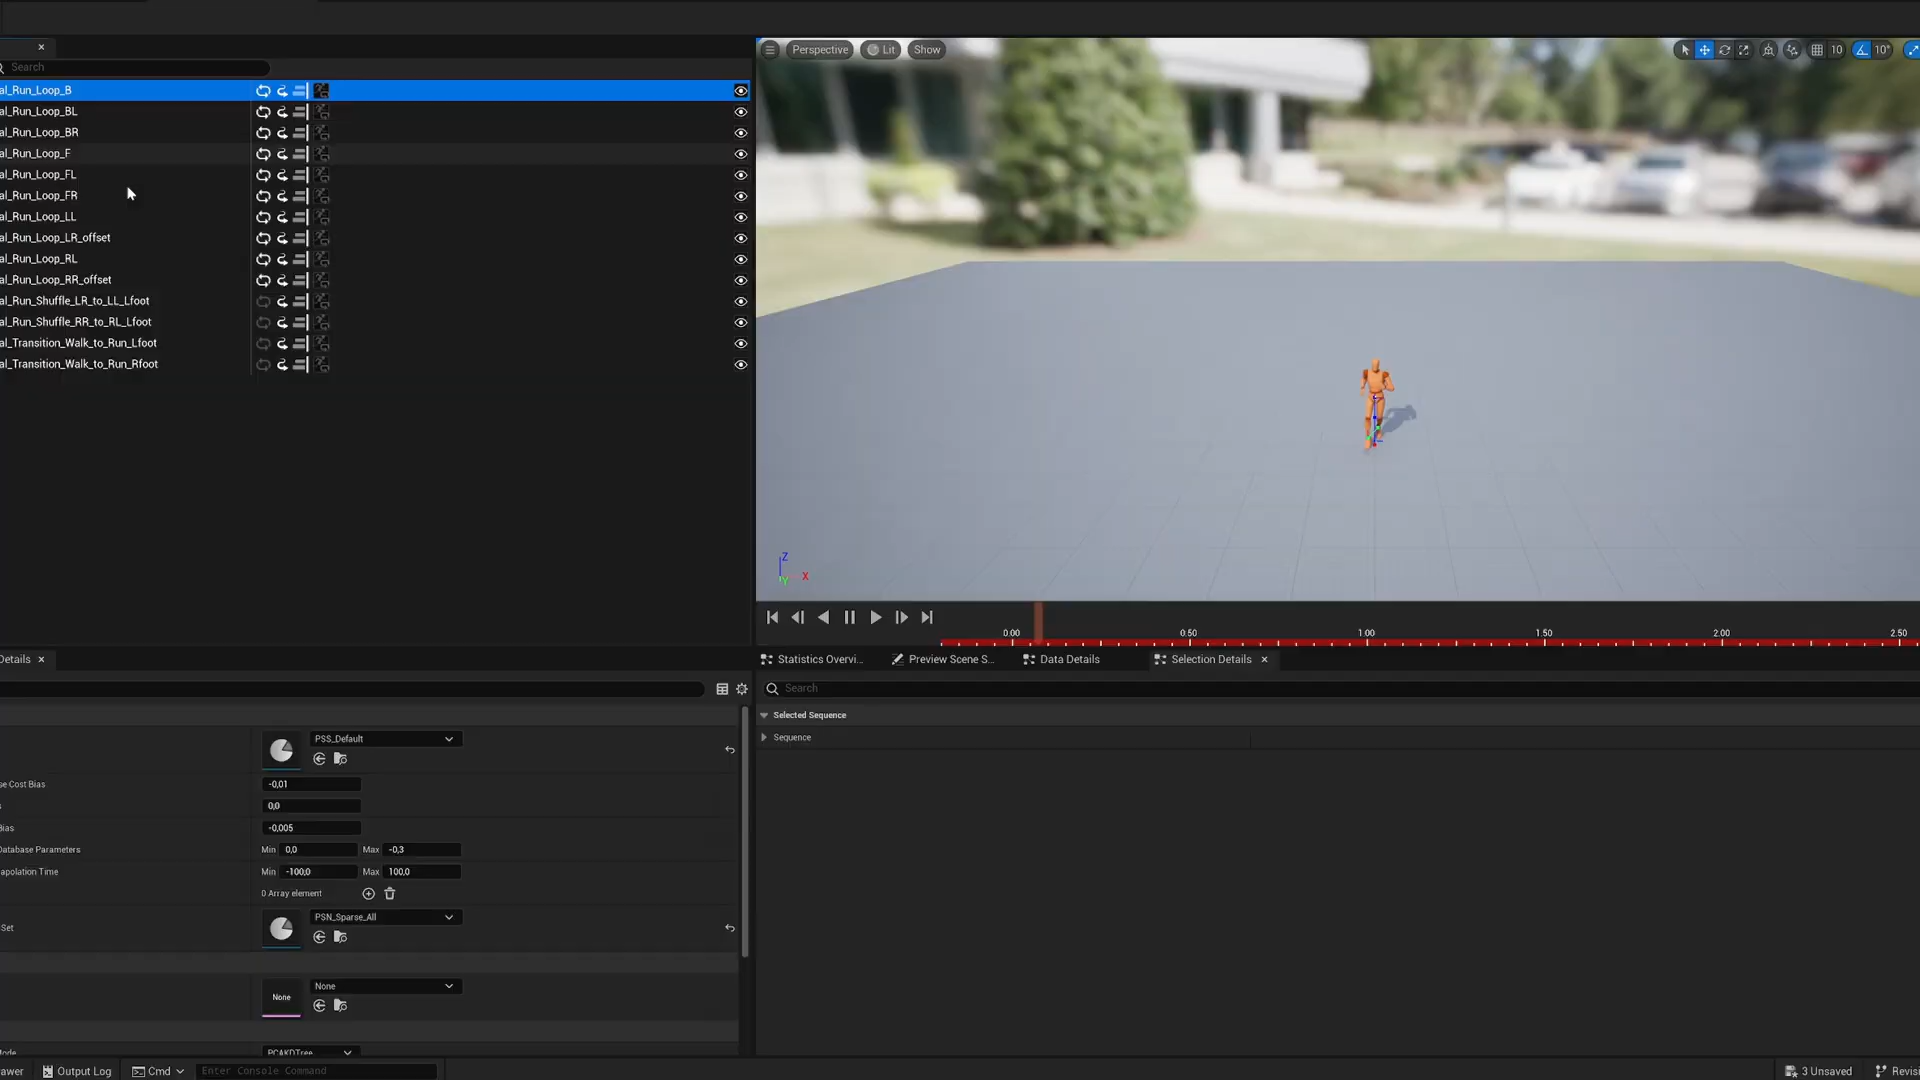 Search
Perspective Lit Show 10 10°
al_Run_Loop_B
al_Run_Loop_BL
al_Run_Loop_BR
al_Run_Loop_F
al_Run_Loop_FL
al_Run_Loop_FR
al_Run_Loop_LL
al_Run_Loop_LR_offset
al_Run_Loop_RL
al_Run_Loop_RR_offset
al_Run_Shuffle_LR_to_LL_Lfoot
al_Run_Shuffle_RR_to_RL_Lfoot
al_Transition_Walk_to_Run_Lfoot
al_Transition_Walk_to_Run_Rfoot
Z
Y X
0.00 0.50 1.00 1.50 2.00 2.50
Details
Statistics Overvi... Preview Scene S... Data Details Selection Details
Search
Selected Sequence
Sequence
PSS_Default
se Cost Bias -0,01
s 0,0
Bias -0,005
Database Parameters Min 0,0 Max -0,3
apolation Time Min -100,0 Max 100,0
0 Array element
Set PSN_Sparse_All
None None
Mode PCAKDTree
rawer Output Log Cmd Enter Console Command 3 Unsaved Revisi